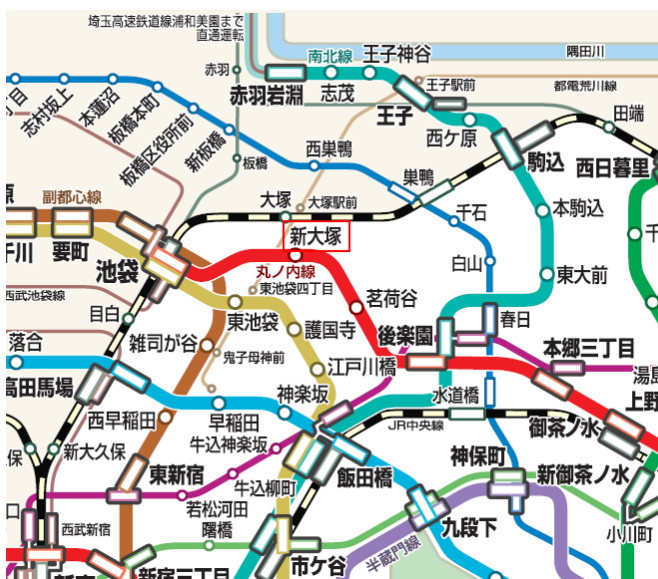 埼玉高速鉄道線浦和美園まで
直通運転
隅田川
南北線
王子神谷
赤羽
赤羽岩淵
志茂
王子駅前
都電荒川線
王子
田端
志村坂上
本蓮沼
板橋本町
板橋区役所前
新板橋
板橋
西巣鴨
巣鴨
西ケ原
駒込
西日暮里
副都心線
大塚
大塚駅前
千石
本駒込
千川
要町
池袋
新大塚
丸ノ内線
東池袋四丁目
白山
東大前
西武池袋線
目白
東池袋
護国寺
茗荷谷
後楽園
春日
本郷三丁目
落合
雑司が谷
鬼子母神前
江戸川橋
高田馬場
神楽坂
水道橋
上野
西早稲田
早稲田
牛込神楽坂
JR中央線
御茶ノ水
新大久保
東新宿
牛込柳町
飯田橋
神保町
新御茶ノ水
若松河田
曙橋
九段下
小川町
西武新宿
新宿三丁目
市ケ谷
半蔵門線